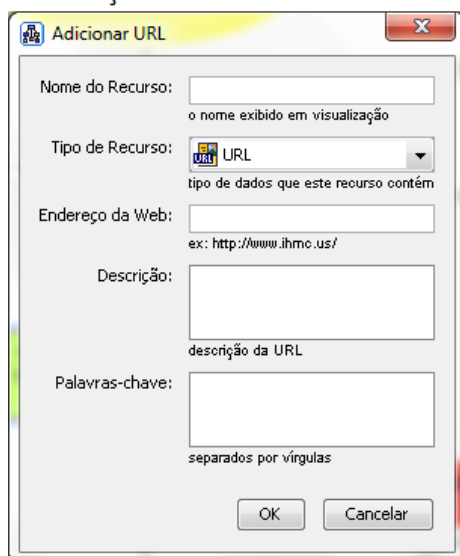 Adicionar URL
Nome do Recurso:
o nome exibido em visualização
Tipo de Recurso:
URL URL
tipo de dados que este recurso contém
Endereço da Web:
ex: http://www.ihmc.us/
Descrição:
descrição da URL
Palavras-chave:
separados por vírgulas
OK Cancelar